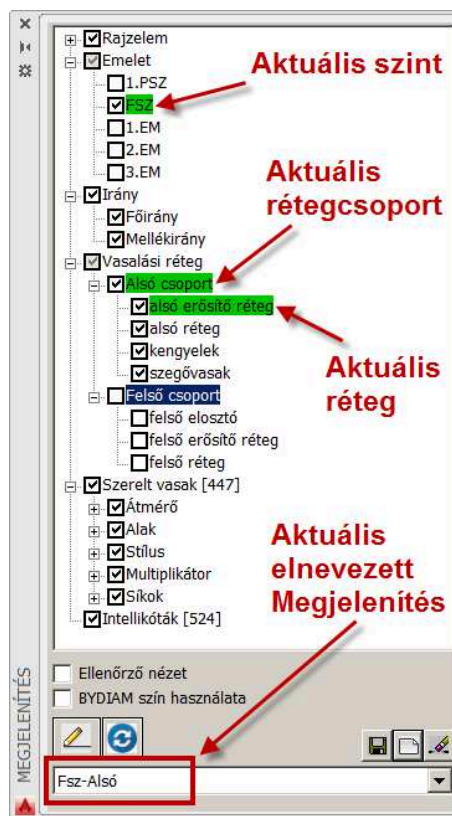 Rajzelem
Emelet
1.PSZ
FSZ
1.EM
2.EM
3.EM
Irány
Főirány
Mellékirány
Vasalási réteg
Alsó csoport
alsó erősítő réteg
alsó réteg
kengyelek
szegővasak
Felső csoport
felső elosztó
felső erősítő réteg
felső réteg
Szerelt vasak [447]
Átmérő
Alak
Stílus
Multiplikátor
Síkok
Intellikóták [524]
Aktuális szint
Aktuális
rétegcsoport
Aktuális
réteg
Aktuális
elnevezett
Megjelenítés
Ellenőrző nézet
BYDIAM szín használata
Fsz-Alsó
MEGJELENÍTÉS